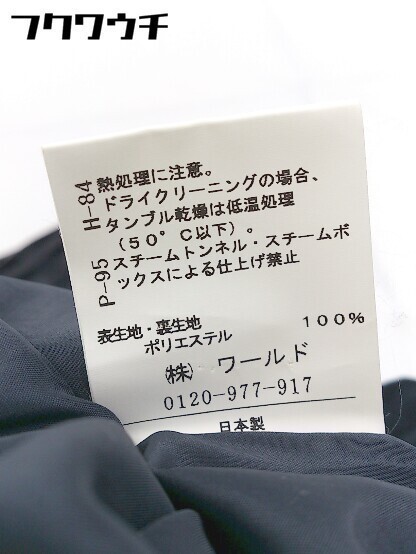 フクワウチ
H-84 熱処理に注意。
ドライクリーニングの場合、
タンブル乾燥は低温処理
(50°C以下)。
P-95 スチームトンネル・スチームボ
ックスによる仕上げ禁止
表生地・裏生地
ポリエステル 100%
㈱ ワールド
0120-977-917
日本製